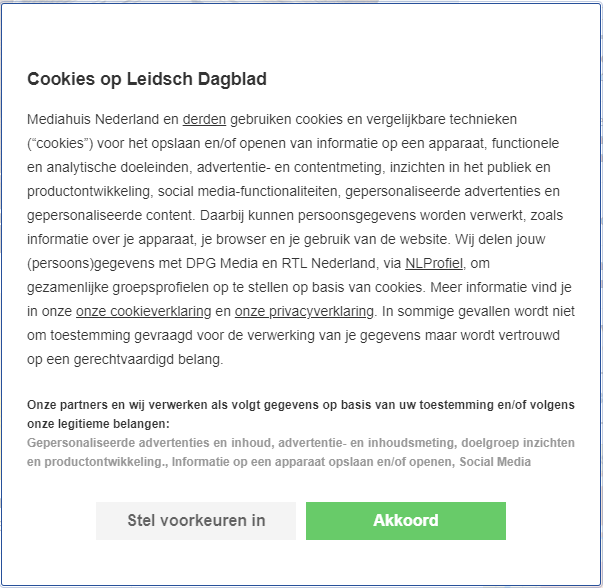 Cookies op Leidsch Dagblad
Mediahuis Nederland en derden gebruiken cookies en vergelijkbare technieken
(“cookies”) voor het opslaan en/of openen van informatie op een apparaat, functionele
en analytische doeleinden, advertentie- en contentmeting, inzichten in het publiek en
productontwikkeling, social media-functionaliteiten, gepersonaliseerde advertenties en
gepersonaliseerde content. Daarbij kunnen persoonsgegevens worden verwerkt, zoals
informatie over je apparaat, je browser en je gebruik van de website. Wij delen jouw
(persoons)gegevens met DPG Media en RTL Nederland, via NLProfiel, om
gezamenlijke groepsprofielen op te stellen op basis van cookies. Meer informatie vind je
in onze onze cookieverklaring en onze privacyverklaring. In sommige gevallen wordt niet
om toestemming gevraagd voor de verwerking van je gegevens maar wordt vertrouwd
op een gerechtvaardigd belang.
Onze partners en wij verwerken als volgt gegevens op basis van uw toestemming en/of volgens
onze legitieme belangen:
Gepersonaliseerde advertenties en inhoud, advertentie- en inhoudsmeting, doelgroep inzichten
en productontwikkeling., Informatie op een apparaat opslaan en/of openen, Social Media
Stel voorkeuren in
Akkoord